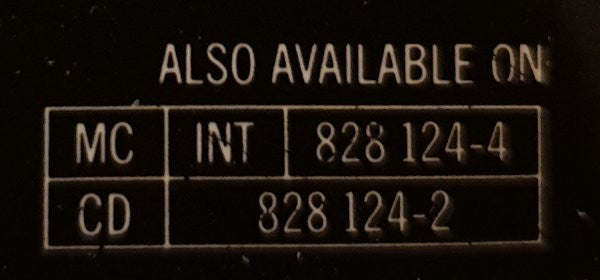 ALSO AVAILABLE ON
MC INT 828 124-4
CD 828 124-2